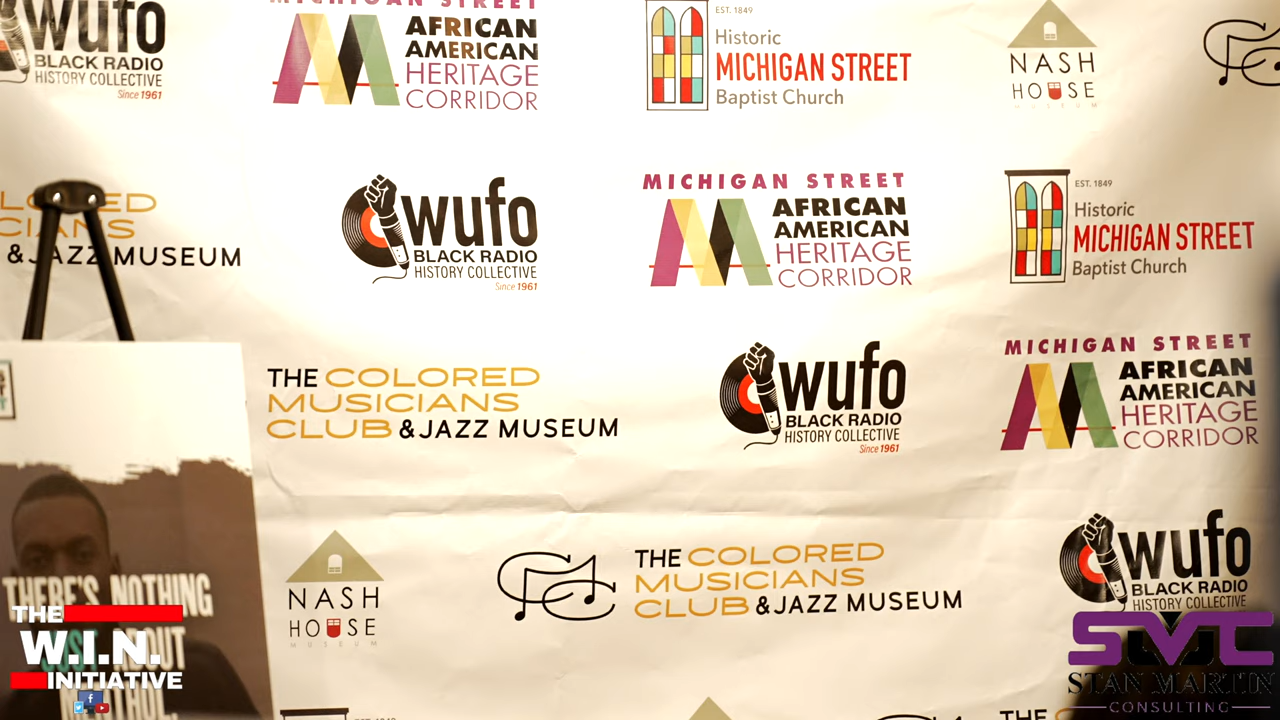 wufo
BLACK RADIO
HISTORY COLLECTIVE
Since 1961
MICHIGAN STREET
AFRICAN
AMERICAN
HERITAGE
CORRIDOR
EST. 1849
Historic
MICHIGAN STREET
Baptist Church
NASH
HOUSE
MUSEUM
& JAZZ MUSEUM
wufo
BLACK RADIO
HISTORY COLLECTIVE
Since 1961
MICHIGAN STREET
AFRICAN
AMERICAN
HERITAGE
CORRIDOR
EST. 1849
Historic
MICHIGAN STREET
Baptist Church
THE COLORED
MUSICIANS
CLUB & JAZZ MUSEUM
wufo
BLACK RADIO
HISTORY COLLECTIVE
Since 1961
MICHIGAN STREET
AFRICAN
AMERICAN
HERITAGE
CORRIDOR
NASH
HOUSE
MUSEUM
THE COLORED
MUSICIANS
CLUB & JAZZ MUSEUM
wufo
BLACK RADIO
HISTORY COLLECTIVE
THERE'S NOTHING
THE
W.I.N.
INITIATIVE
SMC
STAN MARTIN
CONSULTING
THE